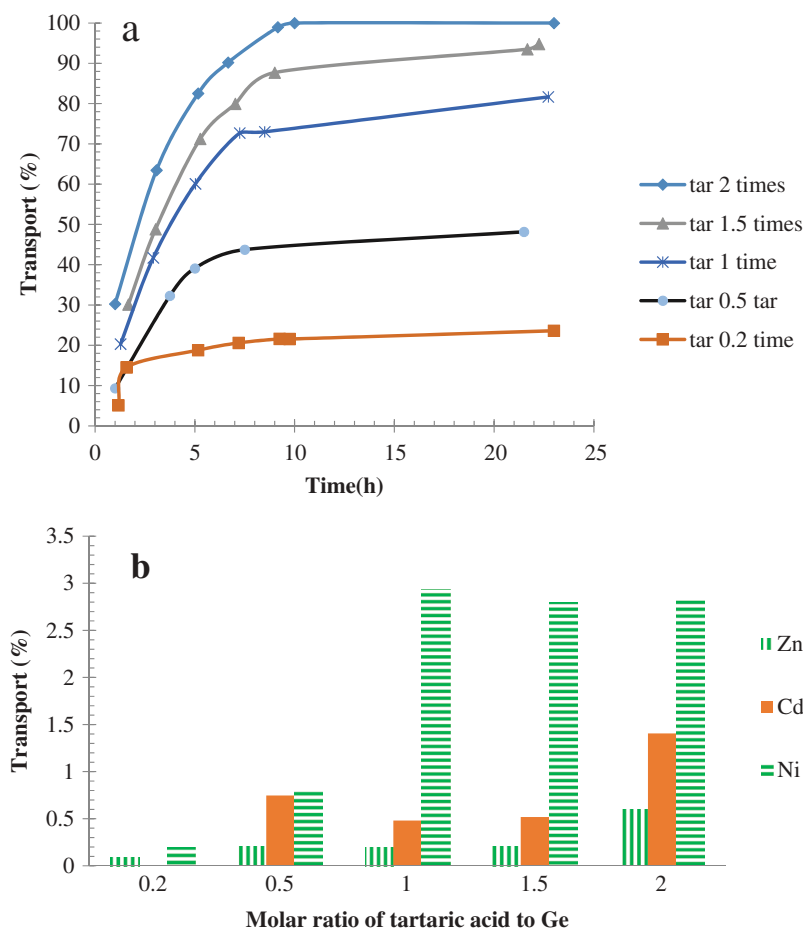 a
100
90
80
70
60
50
40
30
20
10
0
Transport (%)
0 5 10 15 20 25
Time(h)
tar 2 times
tar 1.5 times
tar 1 time
tar 0.5 tar
tar 0.2 time
b
3.5
3
2.5
2
1.5
1
0.5
0
Transport (%)
0.2 0.5 1 1.5 2
Molar ratio of tartaric acid to Ge
Zn
Cd
Ni